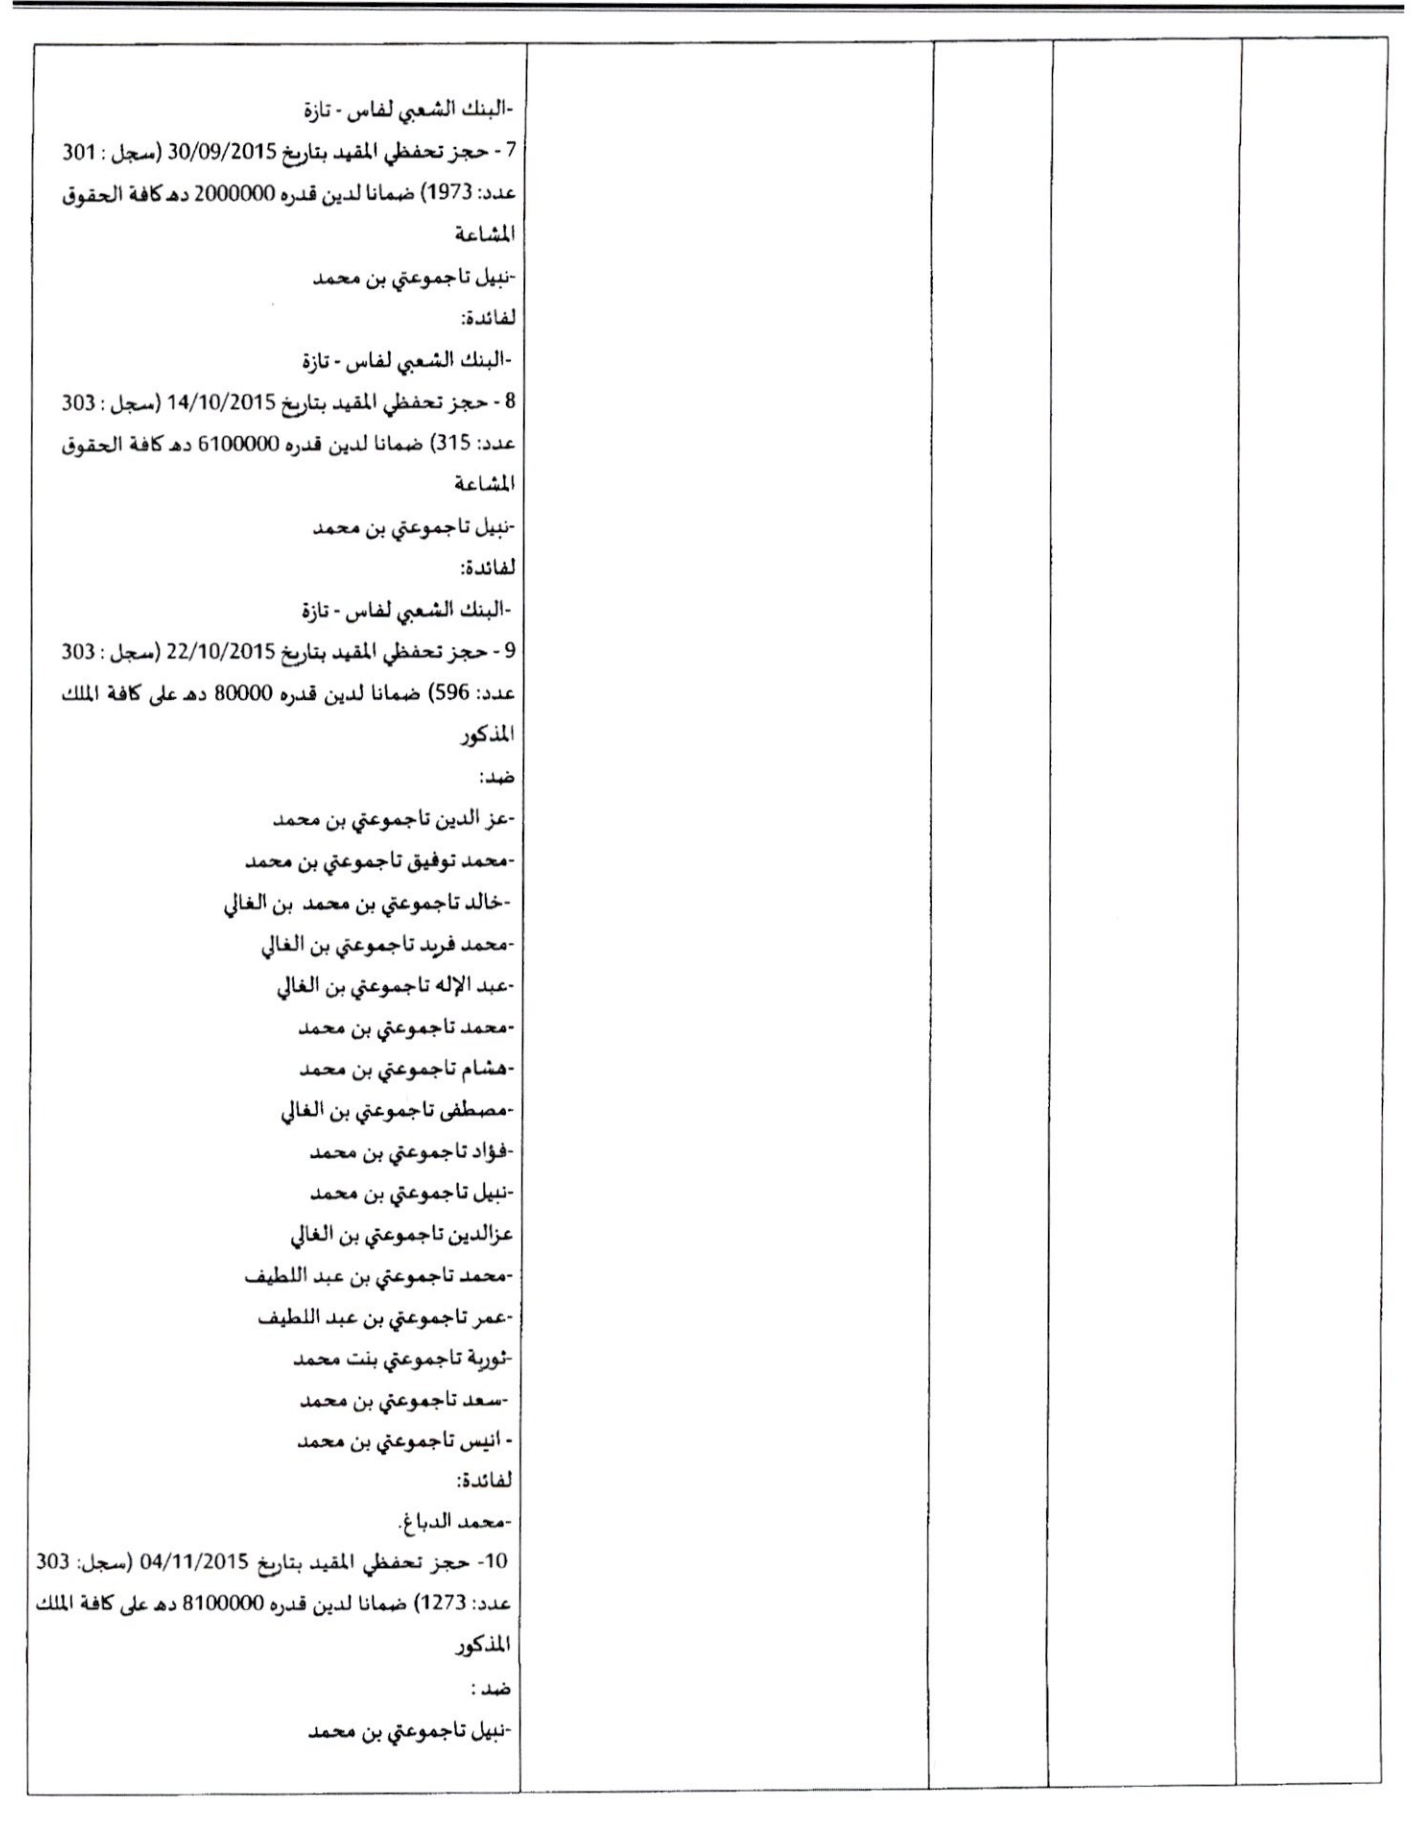 -البنك الشعبي لفاس - تازة
7 - حجز تحفظي المقيد بتاريخ 30/09/2015 (سجل : 301
عدد: 1973) ضمانا لدين قدره 2000000 دهـ كافة الحقوق
المشاعة
-نبيل تاجموعتي بن محمد
لفائدة:
-البنك الشعبي لفاس - تازة
8 - حجز تحفظي المقيد بتاريخ 14/10/2015 (سجل : 303
عدد: 315) ضمانا لدين قدره 6100000 دهـ كافة الحقوق
المشاعة
-نبيل تاجموعتي بن محمد
لفائدة:
-البنك الشعبي لفاس - تازة
9 - حجز تحفظي المقيد بتاريخ 22/10/2015 (سجل : 303
عدد: 596) ضمانا لدين قدره 80000 دهـ على كافة الملك
المذكور
ضد:
-عز الدين تاجموعتي بن محمد
-محمد توفيق تاجموعتي بن محمد
-خالد تاجموعتي بن محمد بن الغالي
-محمد فريد تاجموعتي بن الغالي
-عبد الإله تاجموعتي بن الغالي
-محمد تاجموعتي بن محمد
-هشام تاجموعتي بن محمد
-مصطفى تاجموعتي بن الغالي
-فؤاد تاجموعتي بن محمد
-نبيل تاجموعتي بن محمد
عزالدين تاجموعتي بن الغالي
-محمد تاجموعتي بن عبد اللطيف
-عمر تاجموعتي بن عبد اللطيف
-ثورية تاجموعتي بنت محمد
-سعد تاجموعتي بن محمد
- انيس تاجموعتي بن محمد
لفائدة:
-محمد الدباغ.
10- حجز تحفظي المقيد بتاريخ 04/11/2015 (سجل: 303
عدد: 1273) ضمانا لدين قدره 8100000 دهـ على كافة الملك
المذكور
ضد :
-نبيل تاجموعتي بن محمد